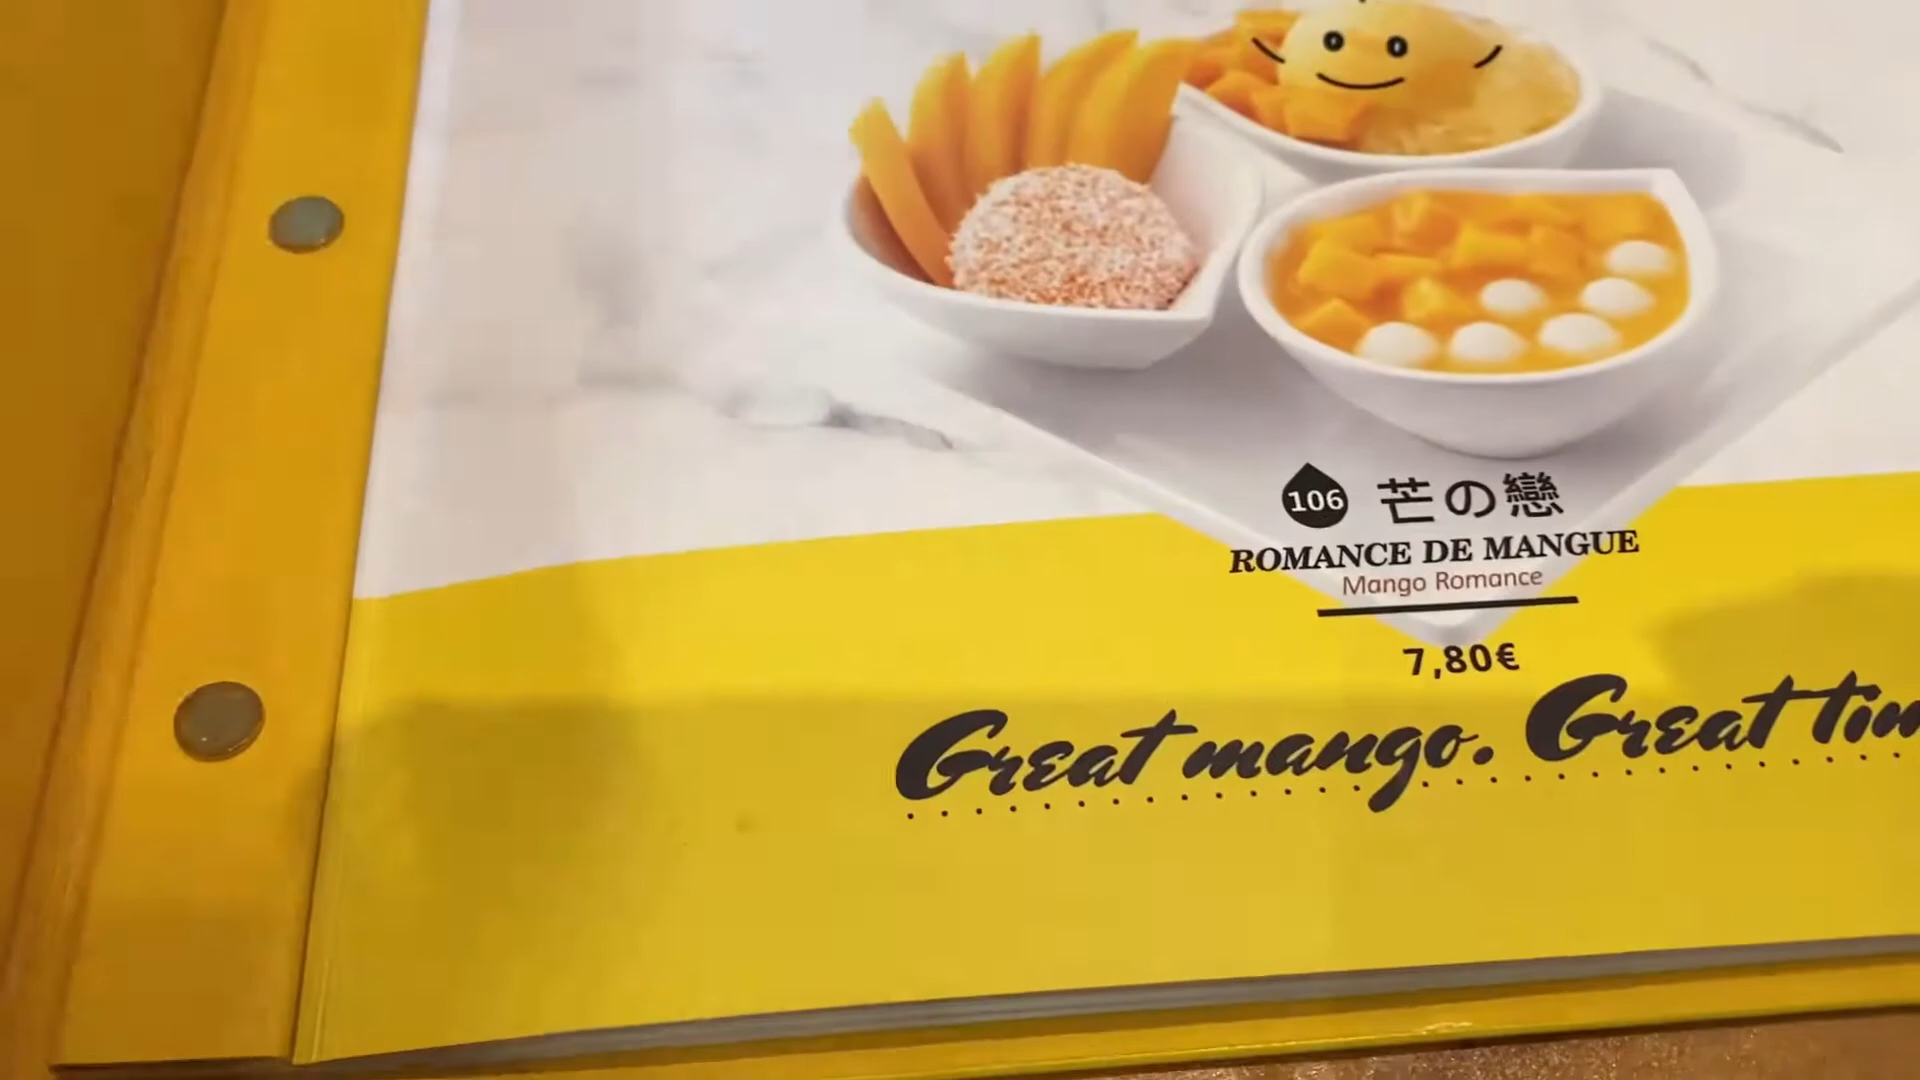 106 芒の戀
ROMANCE DE MANGUE
Mango Romance
7,80€
Great mango. Great